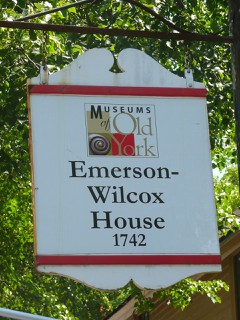 MUSEUMS
of Old
York
Emerson-
Wilcox
House
1742